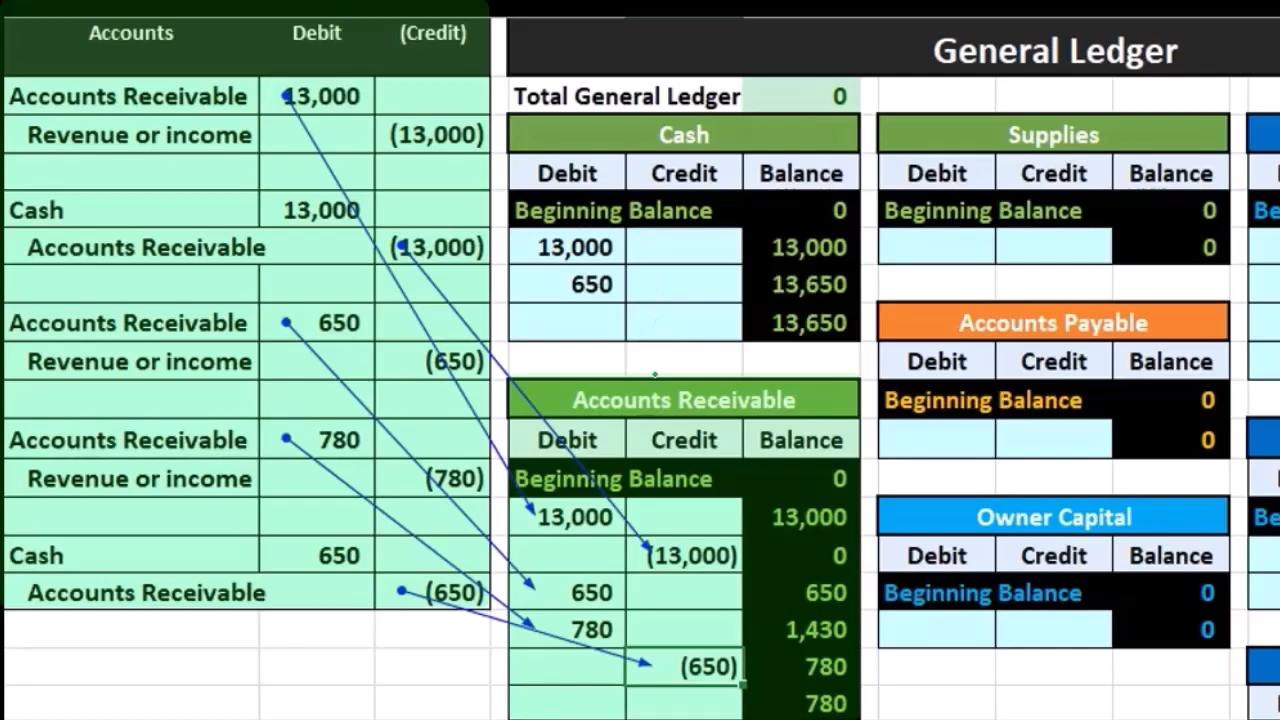 Accounts Debit (Credit)
Accounts Receivable 13,000
Revenue or income (13,000)
Cash 13,000
Accounts Receivable (13,000)
Accounts Receivable 650
Revenue or income (650)
Accounts Receivable 780
Revenue or income (780)
Cash 650
Accounts Receivable (650)
General Ledger
Total General Ledger 0
Cash
Debit Credit Balance
Beginning Balance 0
13,000 13,000
650 13,650
13,650
Accounts Receivable
Debit Credit Balance
Beginning Balance 0
13,000 13,000
(13,000) 0
650 650
780 1,430
(650) 780
780
Supplies
Debit Credit Balance
Beginning Balance 0
0
Accounts Payable
Debit Credit Balance
Beginning Balance 0
0
Owner Capital
Debit Credit Balance
Beginning Balance 0
0
Be
Be